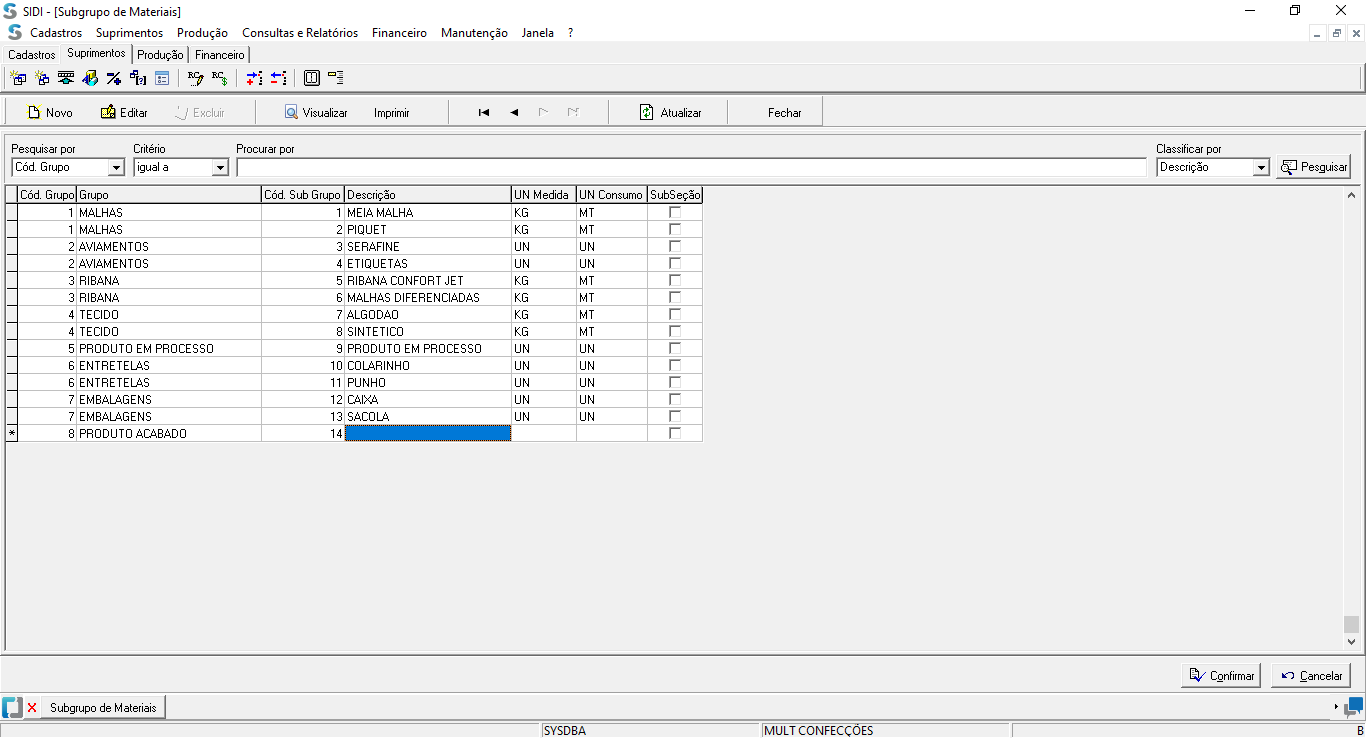 SIDI - [Subgrupo de Materiais]
Cadastros Suprimentos Produção Consultas e Relatórios Financeiro Manutenção Janela ?
Cadastros Suprimentos Produção Financeiro
Novo Editar Excluir Visualizar Imprimir Atualizar Fechar
Pesquisar por Critério Procurar por Classificar por
Cód. Grupo igual a Descrição Pesquisar
Cód. Grupo Grupo Cód. Sub Grupo Descrição UN Medida UN Consumo SubSeção
1 MALHAS 1 MEIA MALHA KG MT
1 MALHAS 2 PIQUET KG MT
2 AVIAMENTOS 3 SERAFINE UN UN
2 AVIAMENTOS 4 ETIQUETAS UN UN
3 RIBANA 5 RIBANA CONFORT JET KG MT
3 RIBANA 6 MALHAS DIFERENCIADAS KG MT
4 TECIDO 7 ALGODAO KG MT
4 TECIDO 8 SINTETICO KG MT
5 PRODUTO EM PROCESSO 9 PRODUTO EM PROCESSO UN UN
6 ENTRETELAS 10 COLARINHO UN UN
6 ENTRETELAS 11 PUNHO UN UN
7 EMBALAGENS 12 CAIXA UN UN
7 EMBALAGENS 13 SACOLA UN UN
* 8 PRODUTO ACABADO 14
Confirmar Cancelar
Subgrupo de Materiais
SYSDBA MULT CONFECÇÕES B